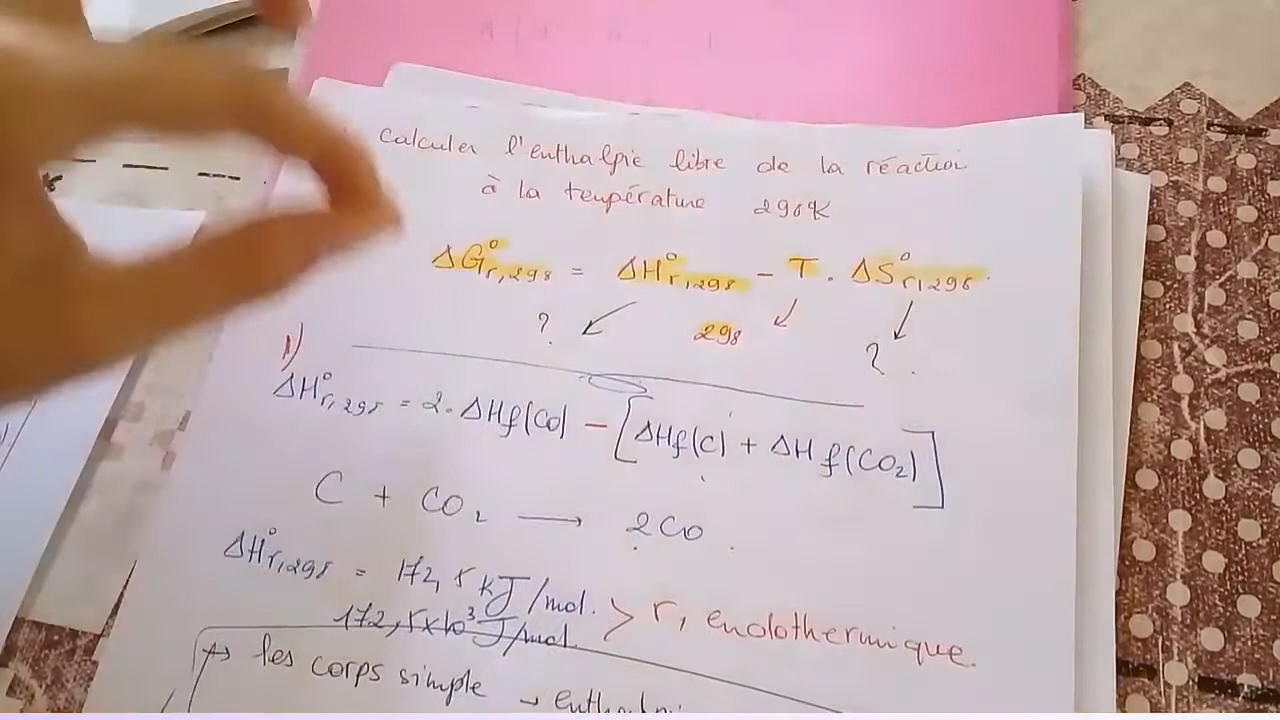 Calculer l'enthalpie libre de la réaction
à la température 298K
ΔG°r,298 = ΔH°r,298 - T . ΔS°r,298.
? 298 ? .
1)
ΔH°r,298 = 2. ΔHf(CO) - [ΔHf(C) + ΔHf(CO₂)]
C + CO₂ → 2CO .
ΔH°r,298 = 172,5 kJ/mol. > r, endothermique.
172,5x10³ J/mol.
↦ les corps simple →